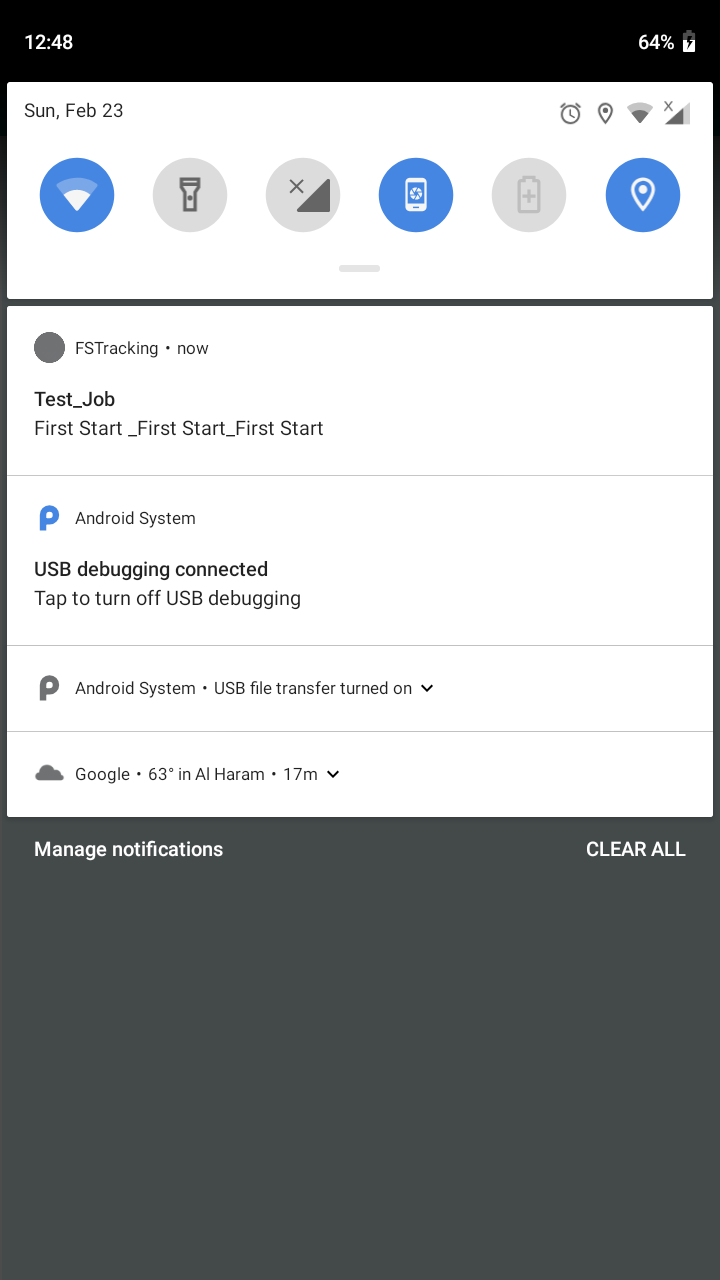 12:48
64%
Sun, Feb 23
FSTracking • now
Test_Job
First Start _First Start_First Start
Android System
USB debugging connected
Tap to turn off USB debugging
Android System • USB file transfer turned on
Google • 63° in Al Haram • 17m
Manage notifications
CLEAR ALL